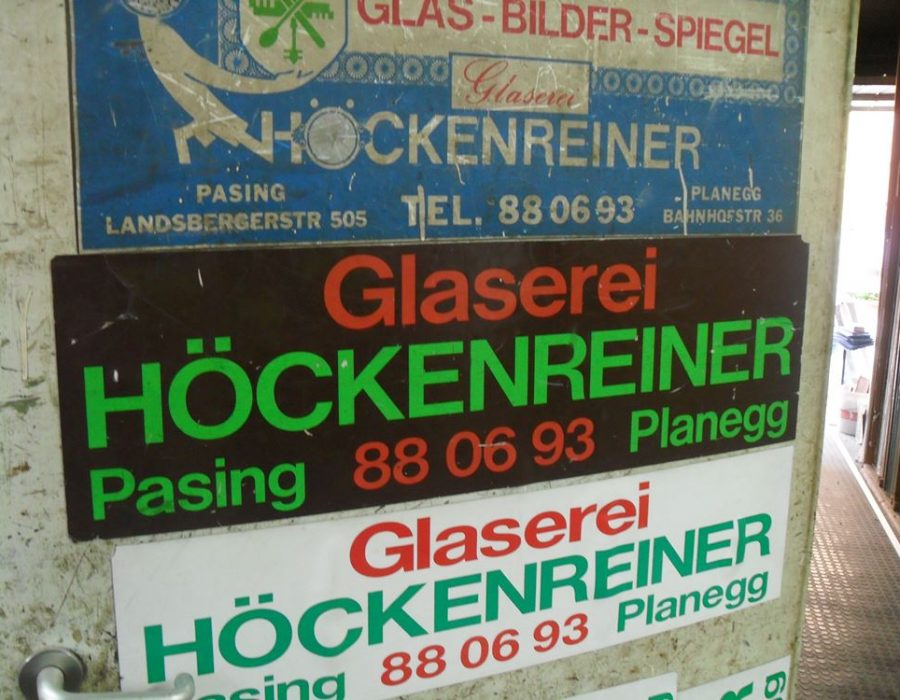 GLAS - BILDER - SPIEGEL
Glaserei
HÖCKENREINER
PASING
LANDSBERGERSTR 505
TEL. 88 06 93
PLANEGG
BAHNHOFSTR 36
Glaserei
HÖCKENREINER
Pasing 88 06 93 Planegg
Glaserei
HÖCKENREINER
asing 88 06 93 Planegg